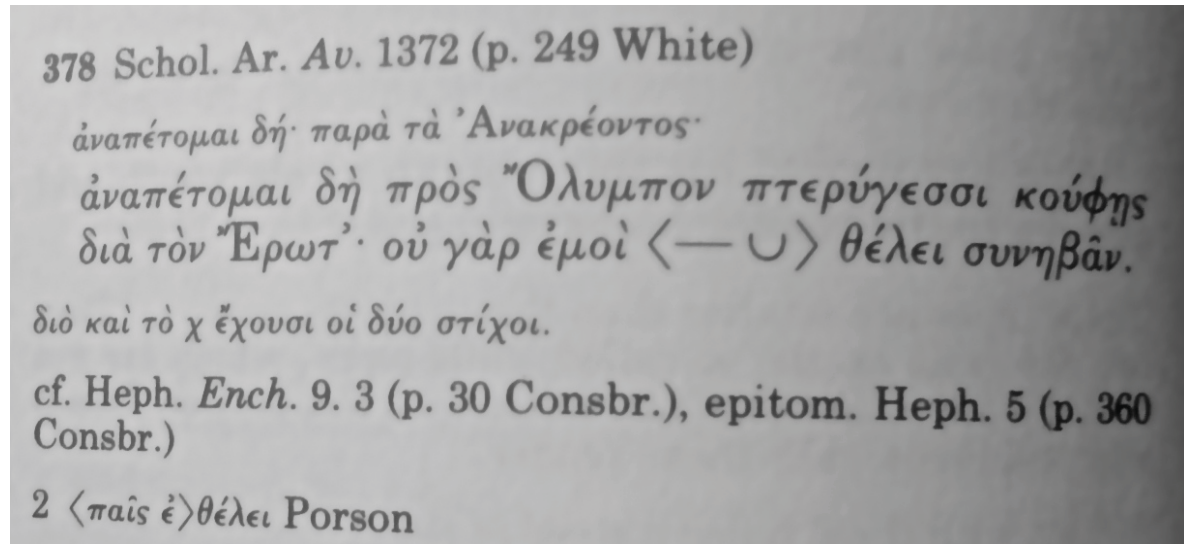 378 Schol. Ar. Av. 1372 (p. 249 White)
ἀναπέτομαι δή· παρὰ τὰ Ἀνακρέοντος·
ἀναπέτομαι δὴ πρὸς Ὄλυμπον πτερύγεσσι κούφῃς
διὰ τὸν Ἔρωτ’· οὐ γὰρ ἐμοὶ 〈— ∪〉 θέλει συνηβᾶν.
διὸ καὶ τὸ χ ἔχουσι οἱ δύο στίχοι.
cf. Heph. Ench. 9. 3 (p. 30 Consbr.), epitom. Heph. 5 (p. 360
Consbr.)
2 〈παῖς ἐ〉θέλει Porson